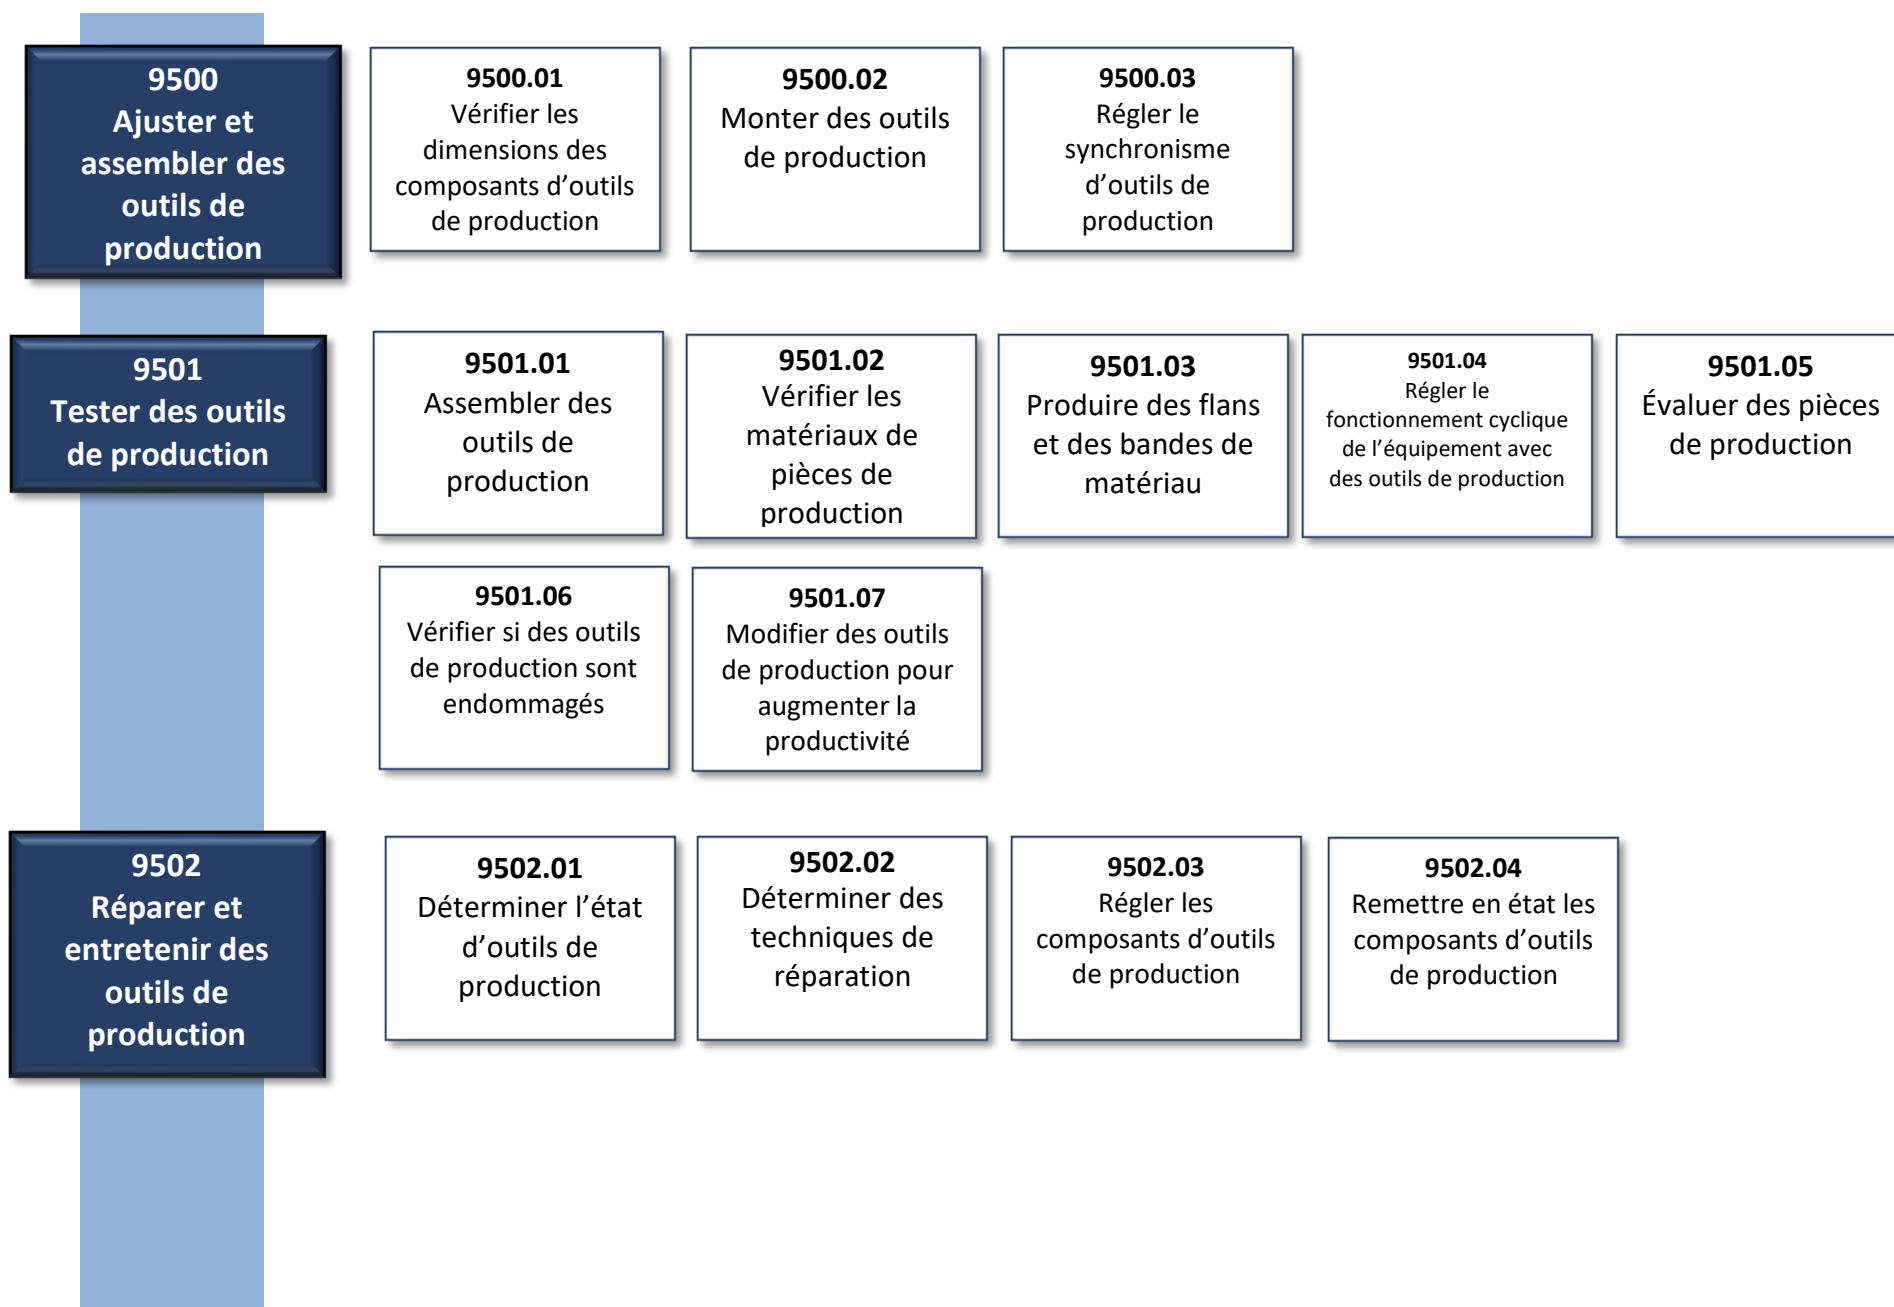 9500
Ajuster et
assembler des
outils de
production
9500.01
Vérifier les
dimensions des
composants d’outils
de production
9500.02
Monter des outils
de production
9500.03
Régler le
synchronisme
d’outils de
production
9501
Tester des outils
de production
9501.01
Assembler des
outils de
production
9501.02
Vérifier les
matériaux de
pièces de
production
9501.03
Produire des flans
et des bandes de
matériau
9501.04
Régler le
fonctionnement cyclique
de l’équipement avec
des outils de production
9501.05
Évaluer des pièces
de production
9501.06
Vérifier si des outils
de production sont
endommagés
9501.07
Modifier des outils
de production pour
augmenter la
productivité
9502
Réparer et
entretenir des
outils de
production
9502.01
Déterminer l’état
d’outils de
production
9502.02
Déterminer des
techniques de
réparation
9502.03
Régler les
composants d’outils
de production
9502.04
Remettre en état les
composants d’outils
de production